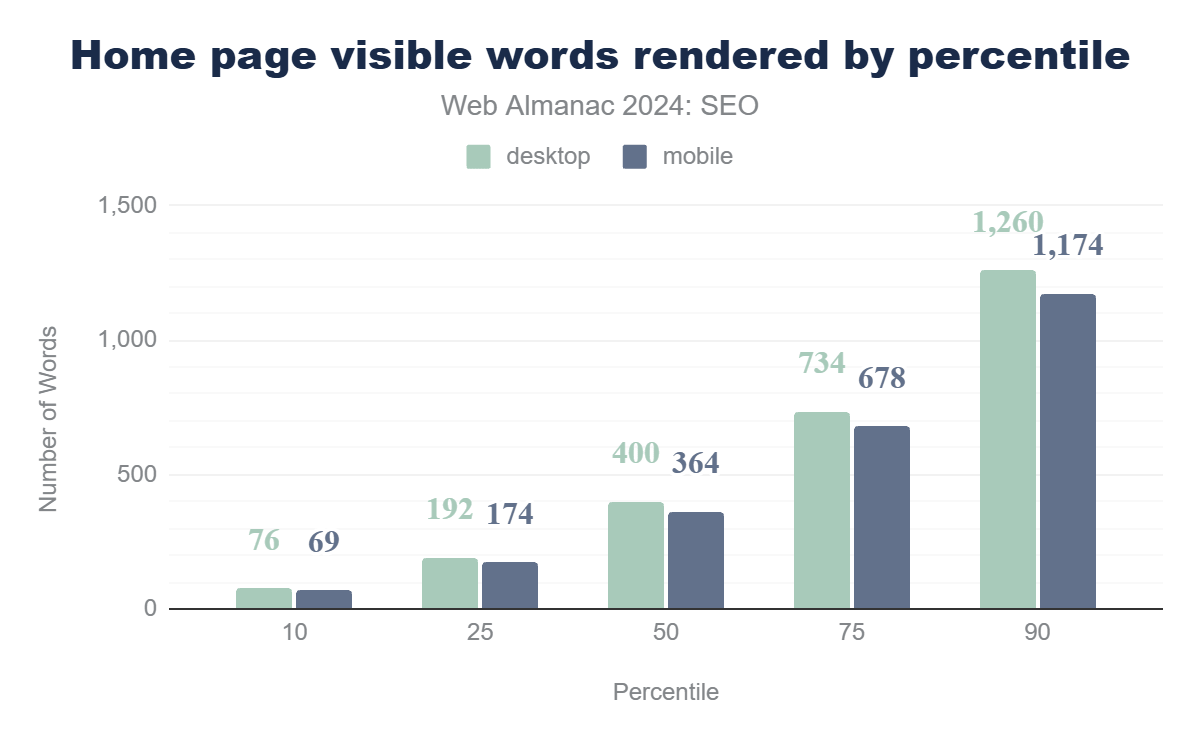 Home page visible words rendered by percentile
Web Almanac 2024: SEO
desktop mobile
1,500
1,000
500
0
Number of Words
76 69
192 174
400 364
734 678
1,260 1,174
10 25 50 75 90
Percentile